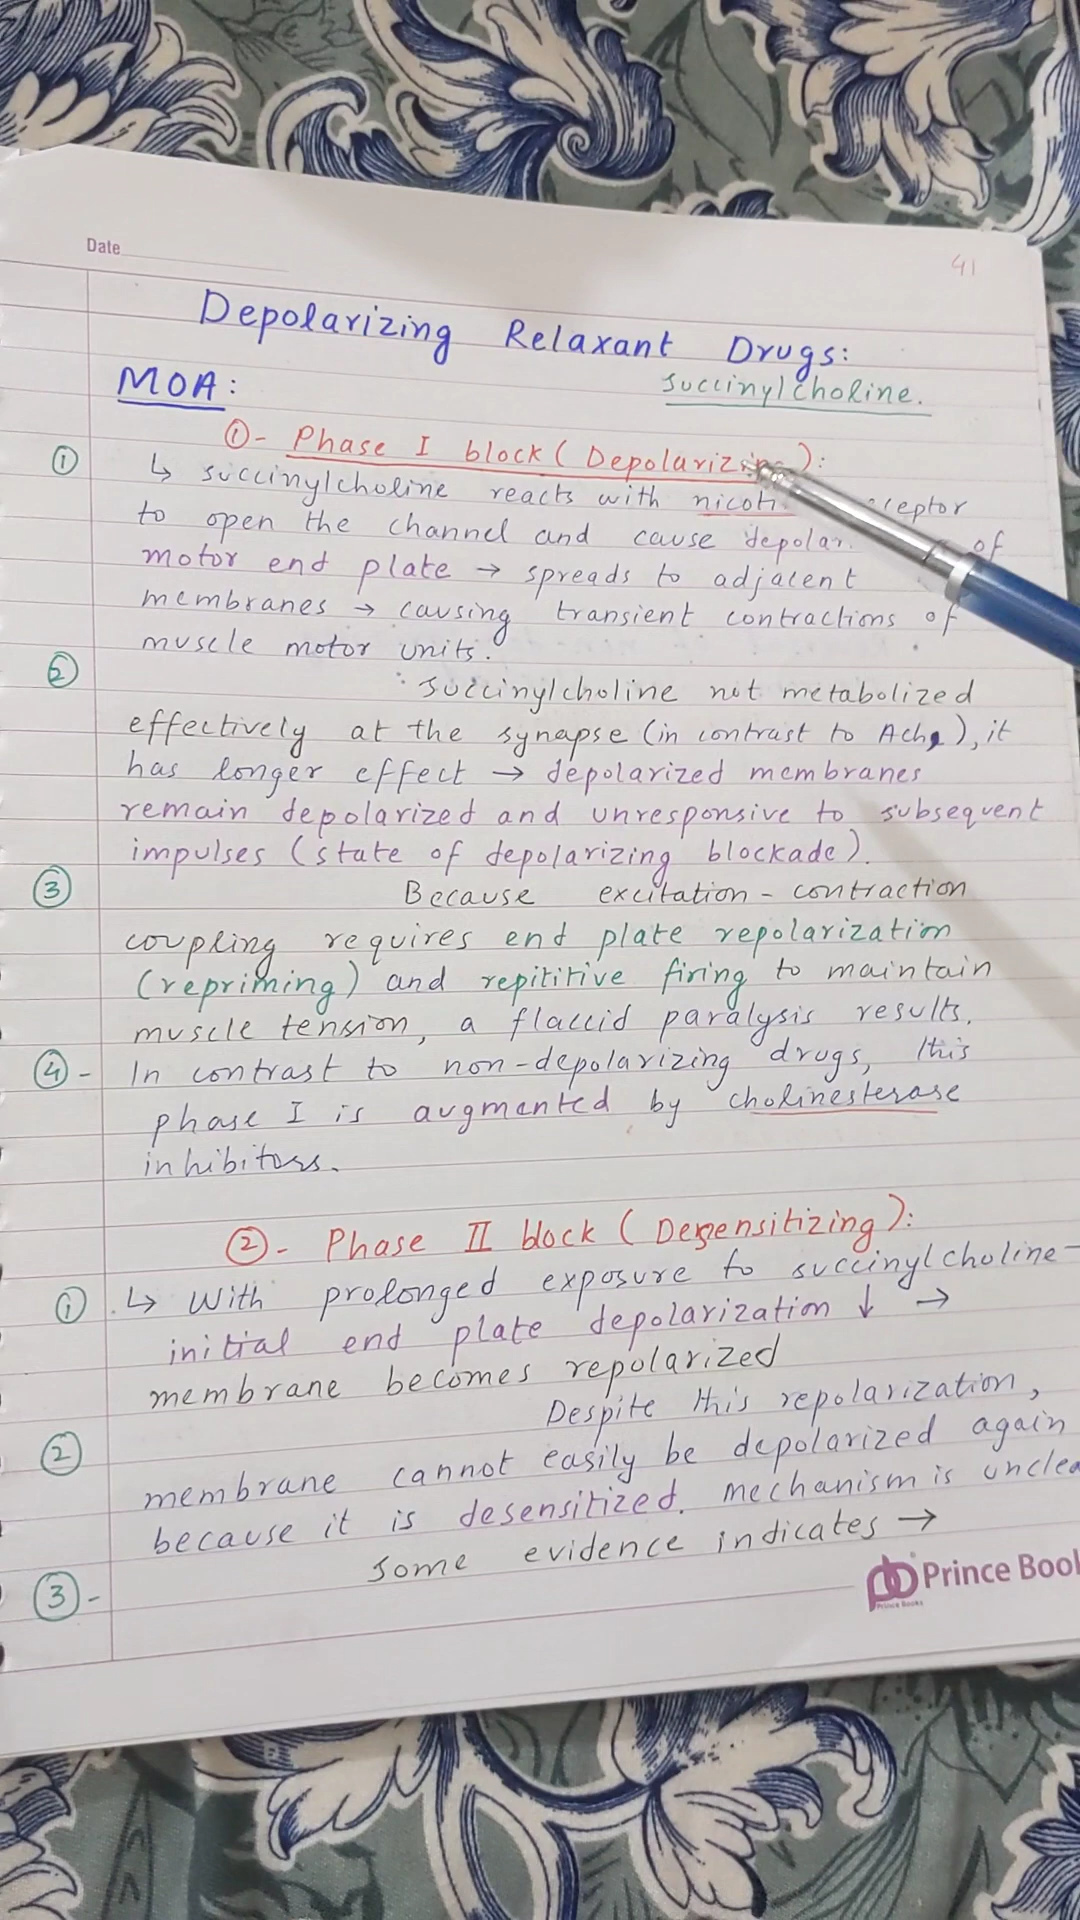 Date
41
Depolarizing Relaxant Drugs:
MOA:
succinylcholine.
①- Phase I block (Depolarizing):
① ↳ succinylcholine reacts with
to open the channel and cause of
motor end plate → spreads to adjacent
membranes → causing transient contractions of
muscle motor units.
② succinylcholine not metabolized
effectively at the synapse (in contrast to Ach), it
has longer effect → depolarized membranes
remain depolarized and unresponsive to subsequent
impulses (state of depolarizing blockade).
③ Because excitation - contraction
coupling requires end plate repolarization
(repriming) and repititive firing to maintain
muscle tension, a flaccid paralysis results.
④- In contrast to non-depolarizing drugs, this
phase I is augmented by cholinesterase
inhibitors.
②- Phase II block (Desensitizing):
① ↳ With prolonged exposure to succinylcholine-
initial end plate depolarization ↓ →
membrane becomes repolarized
② Despite this repolarization,
membrane cannot easily be depolarized again
because it is desensitized. mechanism is
③- some evidence indicates →
pb Prince Books